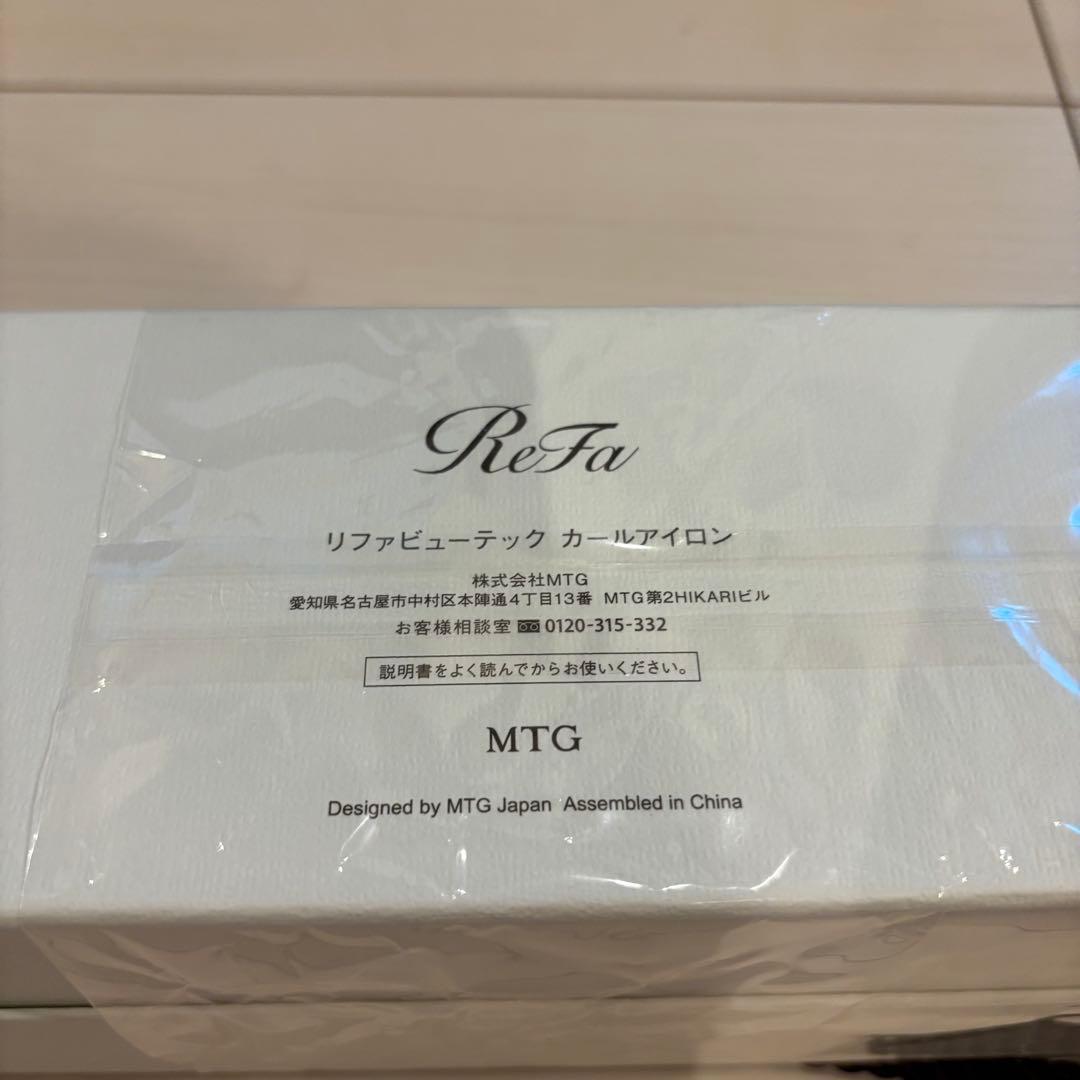 ReFa
リファビューテック カールアイロン
株式会社MTG
愛知県名古屋市中村区本陣通4丁目13番 MTG第2HIKARIビル
お客様相談室 0120-315-332
説明書をよく読んでからお使いください。
MTG
Designed by MTG Japan Assembled in China